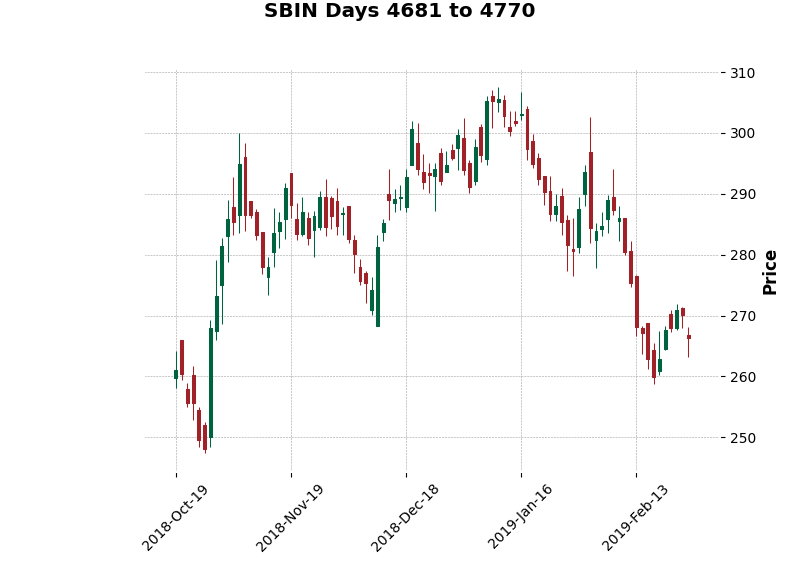 SBIN Days 4681 to 4770
310
300
290
280
270
260
250
Price
2018-Oct-19
2018-Nov-19
2018-Dec-18
2019-Jan-16
2019-Feb-13